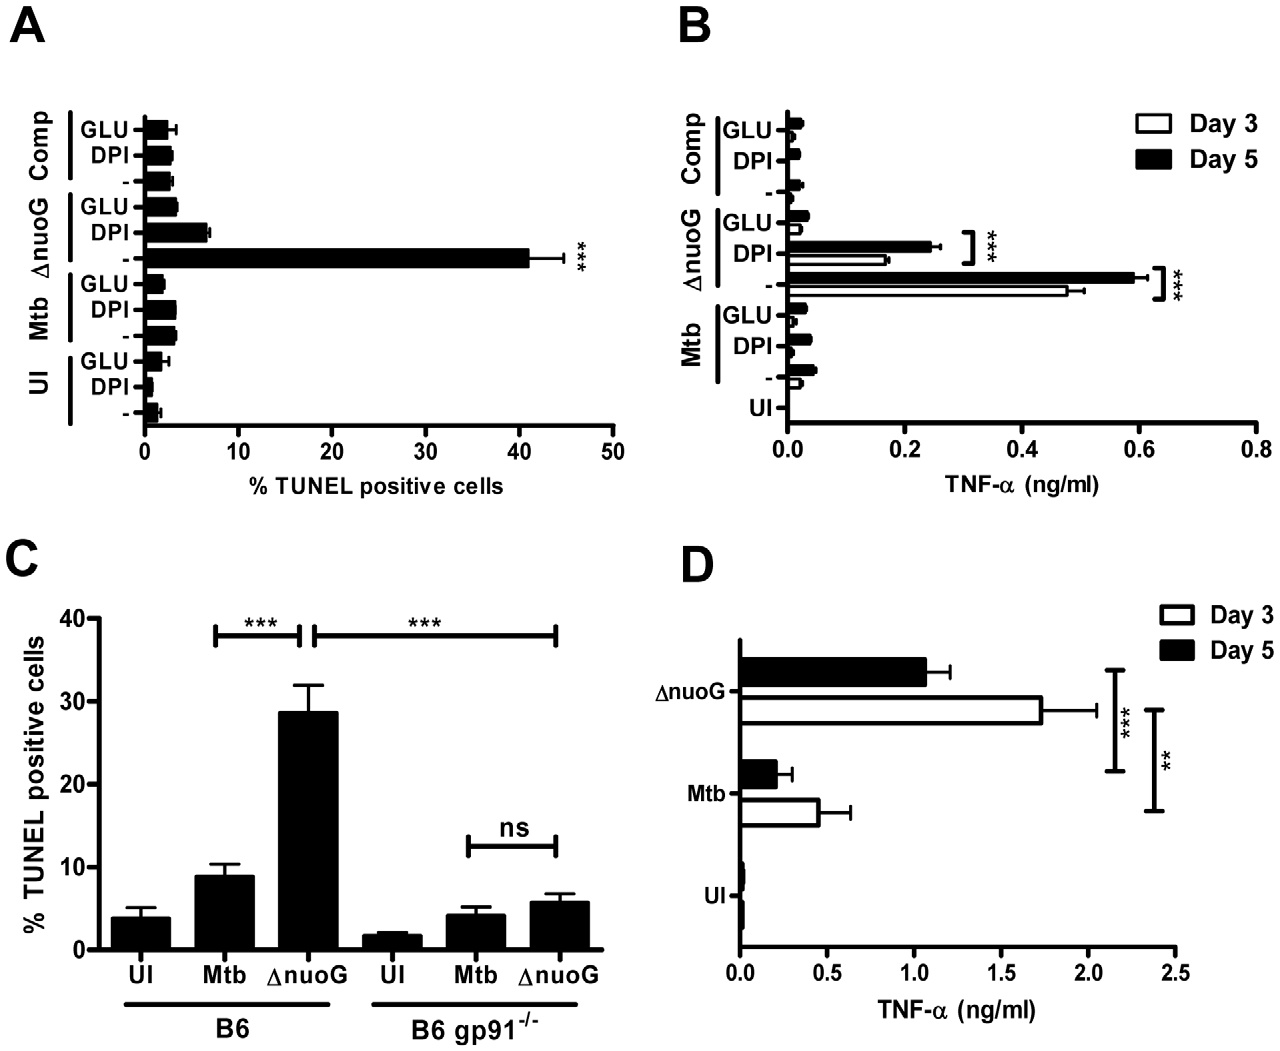 A
Comp
GLU
DPI
-
ΔnuoG
GLU
DPI
-
***
Mtb
GLU
DPI
-
UI
GLU
DPI
-
0 10 20 30 40 50
% TUNEL positive cells
B
Day 3
Day 5
Comp
GLU
DPI
-
ΔnuoG
GLU
DPI
-
***
***
Mtb
GLU
DPI
-
UI
0.0 0.2 0.4 0.6 0.8
TNF-α (ng/ml)
C
% TUNEL positive cells
40
30
20
10
0
*** ***
ns
UI Mtb ΔnuoG UI Mtb ΔnuoG
B6 B6 gp91-/-
D
Day 3
Day 5
ΔnuoG
Mtb
UI
***
**
0.0 0.5 1.0 1.5 2.0 2.5
TNF-α (ng/ml)